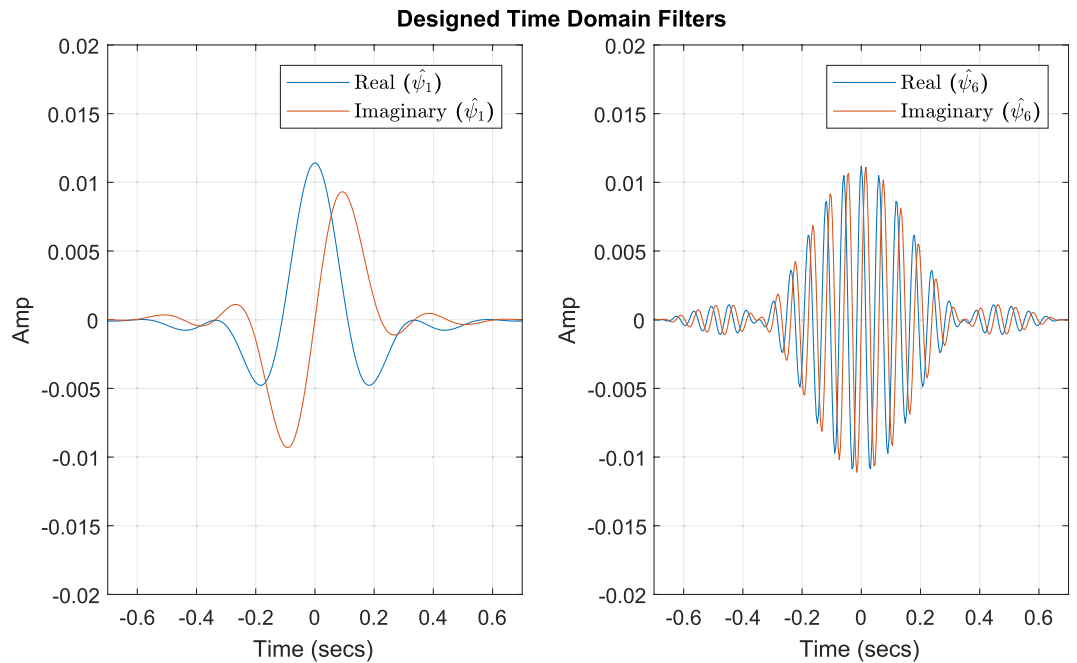 Designed Time Domain Filters
Real (ψ̂₁)
Imaginary (ψ̂₁)
0.02
0.015
0.01
0.005
0
-0.005
-0.01
-0.015
-0.02
Amp
-0.6 -0.4 -0.2 0 0.2 0.4 0.6
Time (secs)
Real (ψ̂₆)
Imaginary (ψ̂₆)
0.02
0.015
0.01
0.005
0
-0.005
-0.01
-0.015
-0.02
Amp
-0.6 -0.4 -0.2 0 0.2 0.4 0.6
Time (secs)